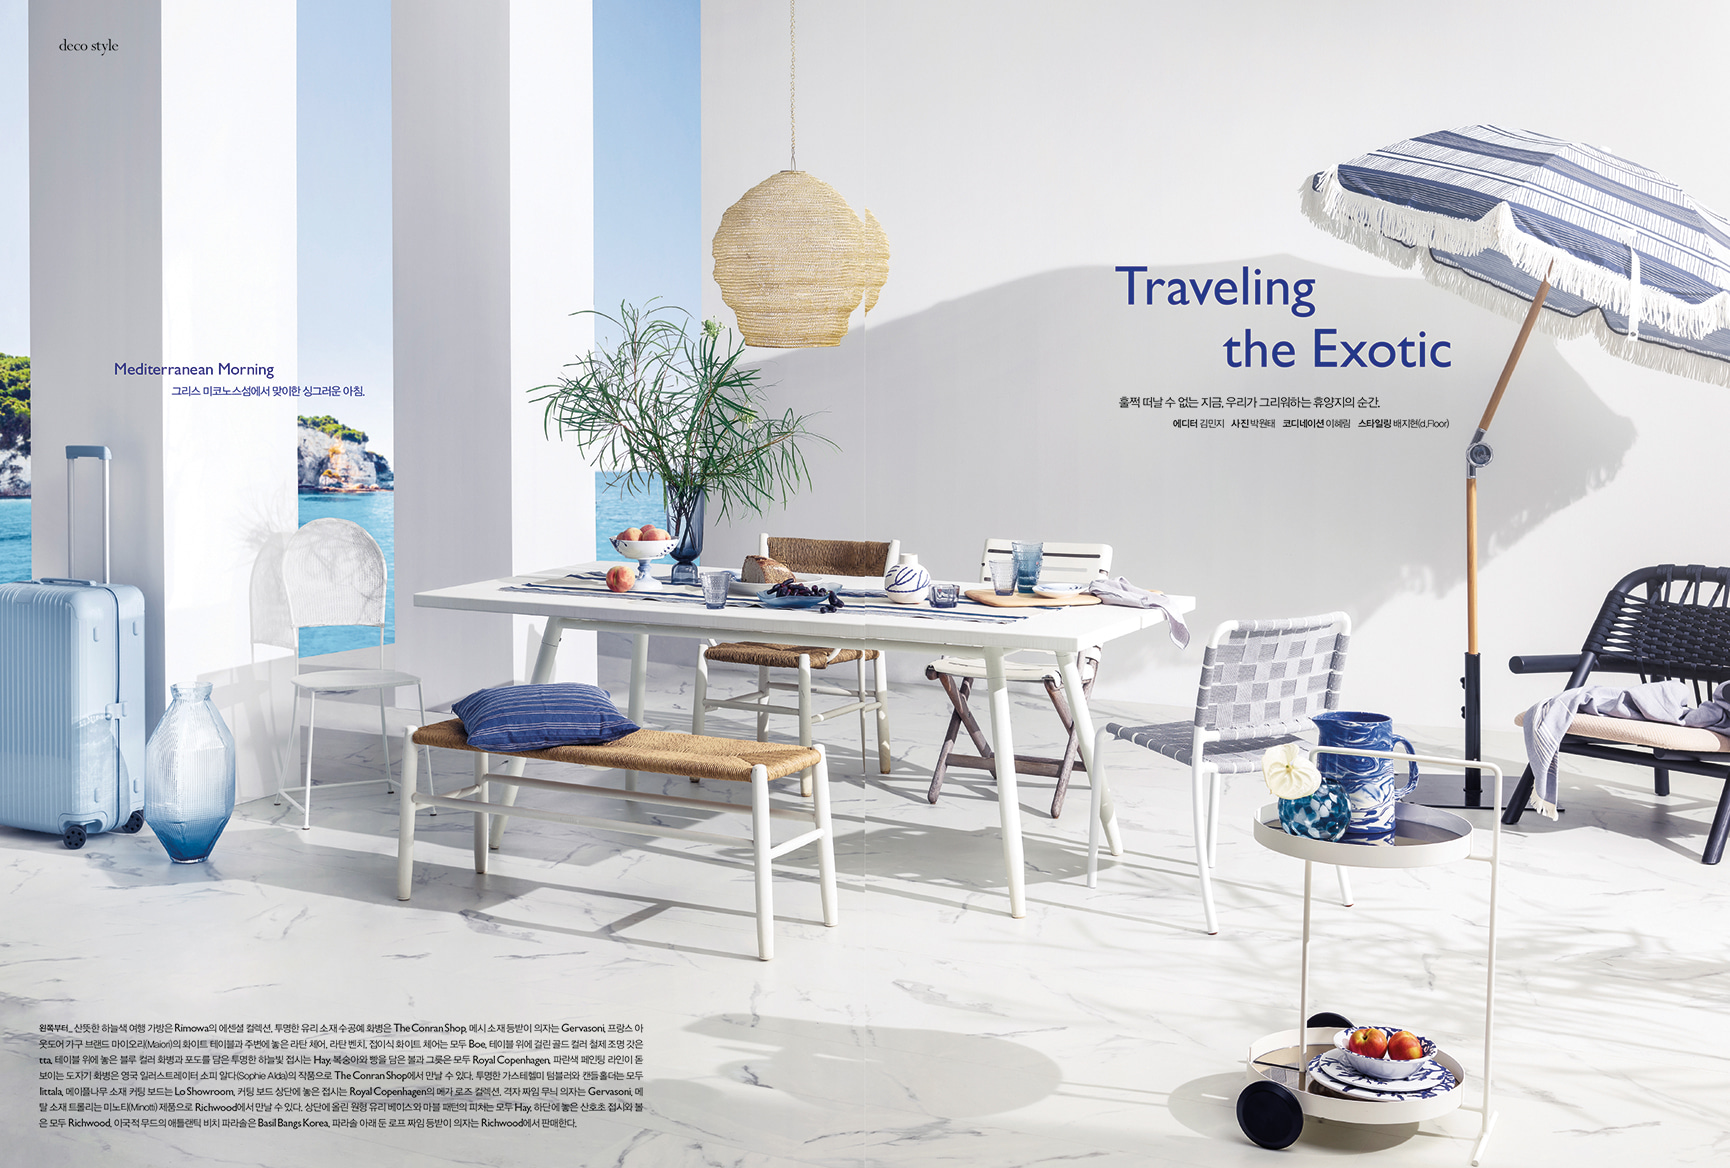 deco style
Mediterranean Morning
그리스 미코노스섬에서 맞이한 싱그러운 아침.
Traveling
the Exotic
훌쩍 떠날 수 없는 지금, 우리가 그리워하는 휴양지의 순간.
에디터 김민지 사진 박원태 코디네이션 이혜림 스타일링 배지현(d.Floor)
왼쪽부터_ 산뜻한 하늘색 여행 가방은 Rimowa의 에센셜 컬렉션, 투명한 유리 소재 수공예 화병은 The Conran Shop, 메시 소재 등받이 의자는 Gervasoni, 프랑스 아
웃도어 가구 브랜드 마이오리(Maiori)의 화이트 테이블과 주변에 놓은 라탄 체어, 라탄 벤치, 접이식 화이트 체어는 모두 Boe, 테이블 위에 걸린 골드 컬러 철제 조명 갓은
tta, 테이블 위에 놓은 블루 컬러 화병과 포도를 담은 투명한 하늘빛 접시는 Hay, 복숭아와 빵을 담은 볼과 그릇은 모두 Royal Copenhagen, 파란색 페인팅 라인이 돋
보이는 도자기 화병은 영국 일러스트레이터 소피 알다(Sophie Alda)의 작품으로 The Conran Shop에서 만날 수 있다. 투명한 가스테헬미 텀블러와 캔들홀더는 모두
Iittala, 메이플나무 소재 커팅 보드는 Lo Showroom, 커팅 보드 상단에 놓은 접시는 Royal Copenhagen의 메가 로즈 컬렉션, 격자 짜임 무늬 의자는 Gervasoni, 메
탈 소재 트롤리는 미노티(Minotti) 제품으로 Richwood에서 만날 수 있다. 상단에 올린 원형 유리 베이스와 마블 패턴의 피처는 모두 Hay, 하단에 놓은 산호초 접시와 볼
은 모두 Richwood, 이국적 무드의 애틀랜틱 비치 파라솔은 Basil Bangs Korea, 파라솔 아래 둔 로프 짜임 등받이 의자는 Richwood에서 판매한다.